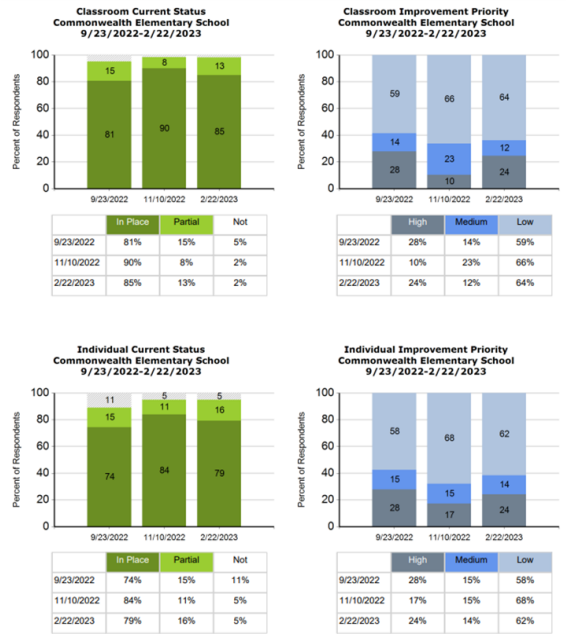 Classroom Current Status
Commonwealth Elementary School
9/23/2022-2/22/2023
Percent of Respondents
100
80
60
40
20
0
15
81
8
90
13
85
9/23/2022 11/10/2022 2/22/2023
In Place Partial Not
9/23/2022 81% 15% 5%
11/10/2022 90% 8% 2%
2/22/2023 85% 13% 2%
Classroom Improvement Priority
Commonwealth Elementary School
9/23/2022-2/22/2023
Percent of Respondents
100
80
60
40
20
0
59
14
28
66
23
10
64
12
24
9/23/2022 11/10/2022 2/22/2023
High Medium Low
9/23/2022 28% 14% 59%
11/10/2022 10% 23% 66%
2/22/2023 24% 12% 64%
Individual Current Status
Commonwealth Elementary School
9/23/2022-2/22/2023
Percent of Respondents
100
80
60
40
20
0
11
15
74
5
11
84
5
16
79
9/23/2022 11/10/2022 2/22/2023
In Place Partial Not
9/23/2022 74% 15% 11%
11/10/2022 84% 11% 5%
2/22/2023 79% 16% 5%
Individual Improvement Priority
Commonwealth Elementary School
9/23/2022-2/22/2023
Percent of Respondents
100
80
60
40
20
0
58
15
28
68
15
17
62
14
24
9/23/2022 11/10/2022 2/22/2023
High Medium Low
9/23/2022 28% 15% 58%
11/10/2022 17% 15% 68%
2/22/2023 24% 14% 62%